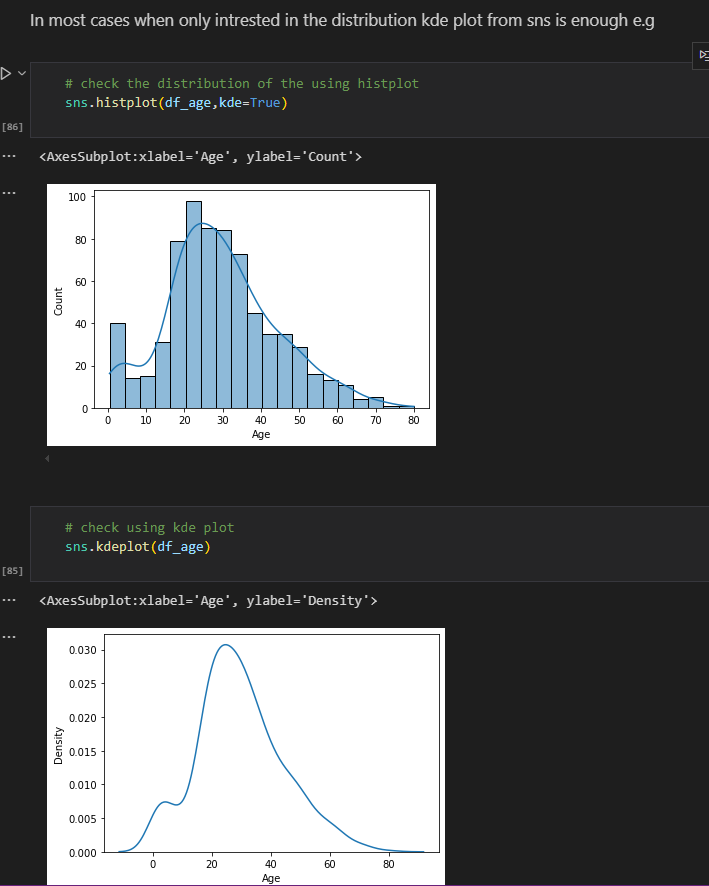 In most cases when only intrested in the distribution kde plot from sns is enough e.g
# check the distribution of the using histplot
sns.histplot(df_age,kde=True)
[86]
<AxesSubplot:xlabel='Age', ylabel='Count'>
100
80
60
40
20
0
Count
0 10 20 30 40 50 60 70 80
Age
# check using kde plot
sns.kdeplot(df_age)
[85]
<AxesSubplot:xlabel='Age', ylabel='Density'>
0.030
0.025
0.020
0.015
0.010
0.005
0.000
Density
0 20 40 60 80
Age